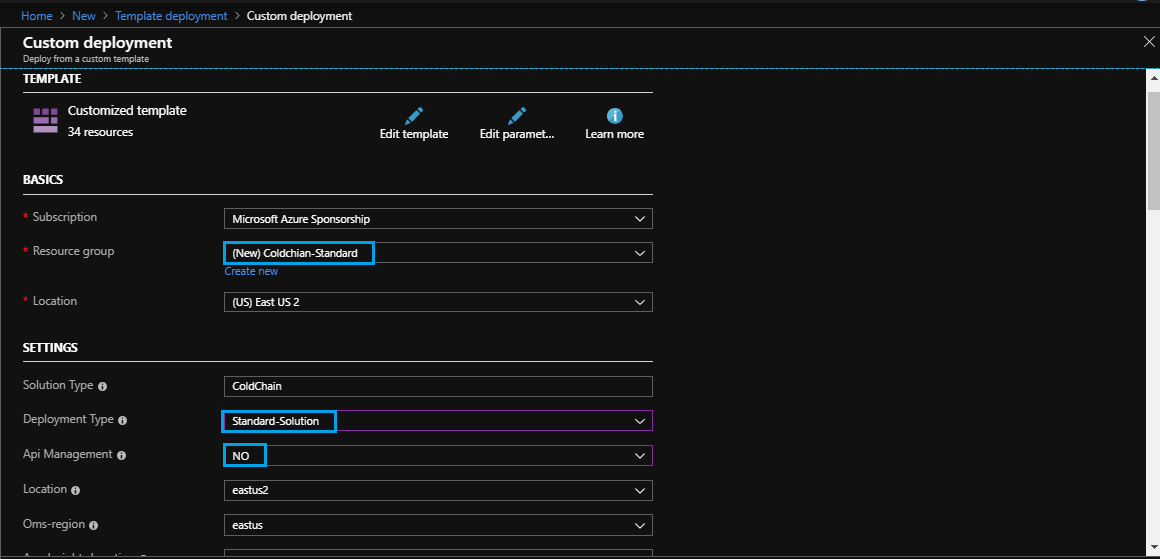 Home > New > Template deployment > Custom deployment
Custom deployment
Deploy from a custom template
TEMPLATE
Customized template
34 resources
Edit template
Edit paramet...
Learn more
BASICS
* Subscription
Microsoft Azure Sponsorship
* Resource group
(New) Coldchian-Standard
Create new
* Location
(US) East US 2
SETTINGS
Solution Type
ColdChain
Deployment Type
Standard-Solution
Api Management
NO
Location
eastus2
Oms-region
eastus